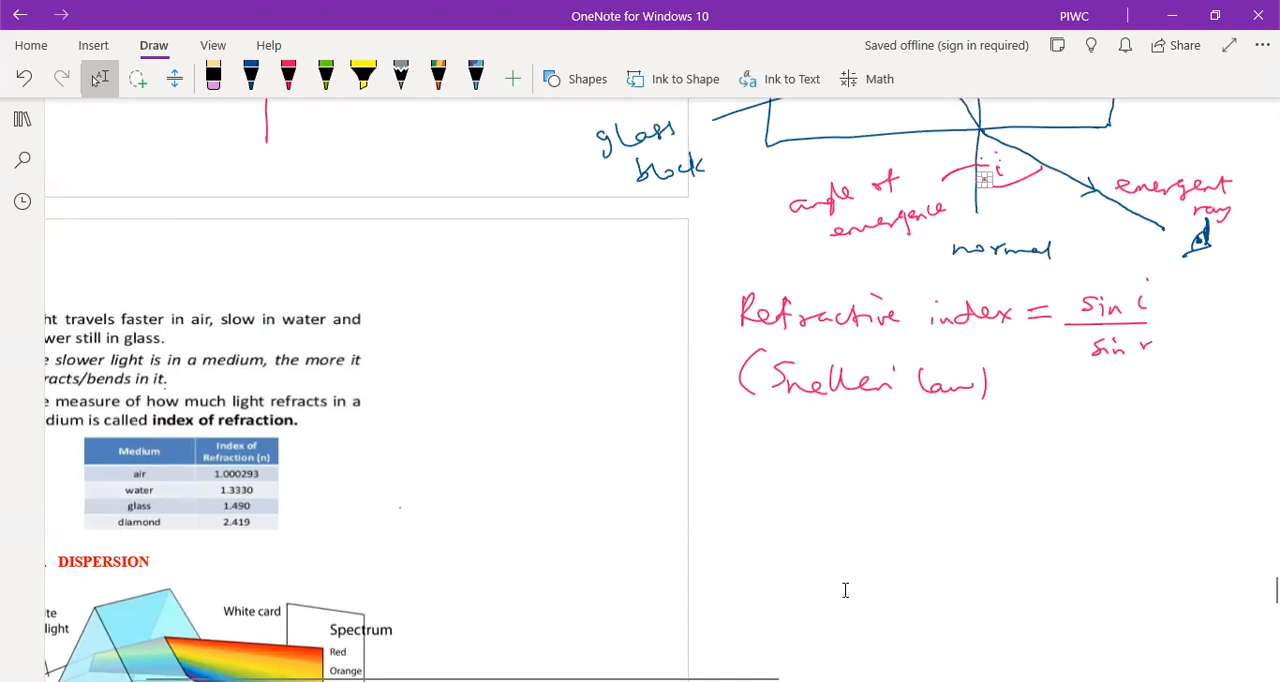 OneNote for Windows 10
PIWC
Home Insert Draw View Help
Saved offline (sign in required)
Share
Shapes
Ink to Shape
Ink to Text
Math
glass
block
angle of
emergence
i
emergent
ray
normal
Refractive index = sin i
sin r
(Snellen' law)
ht travels faster in air, slow in water and
wer still in glass.
e slower light is in a medium, the more it
racts/bends in it.
e measure of how much light refracts in a
dium is called index of refraction.
Medium Index of
Refraction (n)
air 1.000293
water 1.3330
glass 1.490
diamond 2.419
. DISPERSION
ite
light
White card
Spectrum
Red
Orange